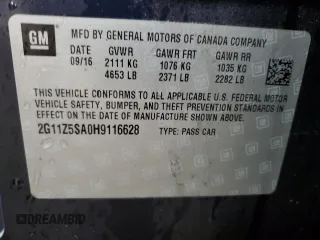 GM MFD BY GENERAL MOTORS OF CANADA COMPANY
DATE GVWR GAWR FRT GAWR RR
09/16 2111 KG 1076 KG 1035 KG
4653 LB 2371 LB 2282 LB
THIS VEHICLE CONFORMS TO ALL APPLICABLE U.S. FEDERAL MOTOR
VEHICLE SAFETY, BUMPER, AND THEFT PREVENTION STANDARDS IN
EFFECT ON THE DATE OF MANUFACTURE SHOWN ABOVE.
2G11Z5SA0H9116628 TYPE: PASS CAR